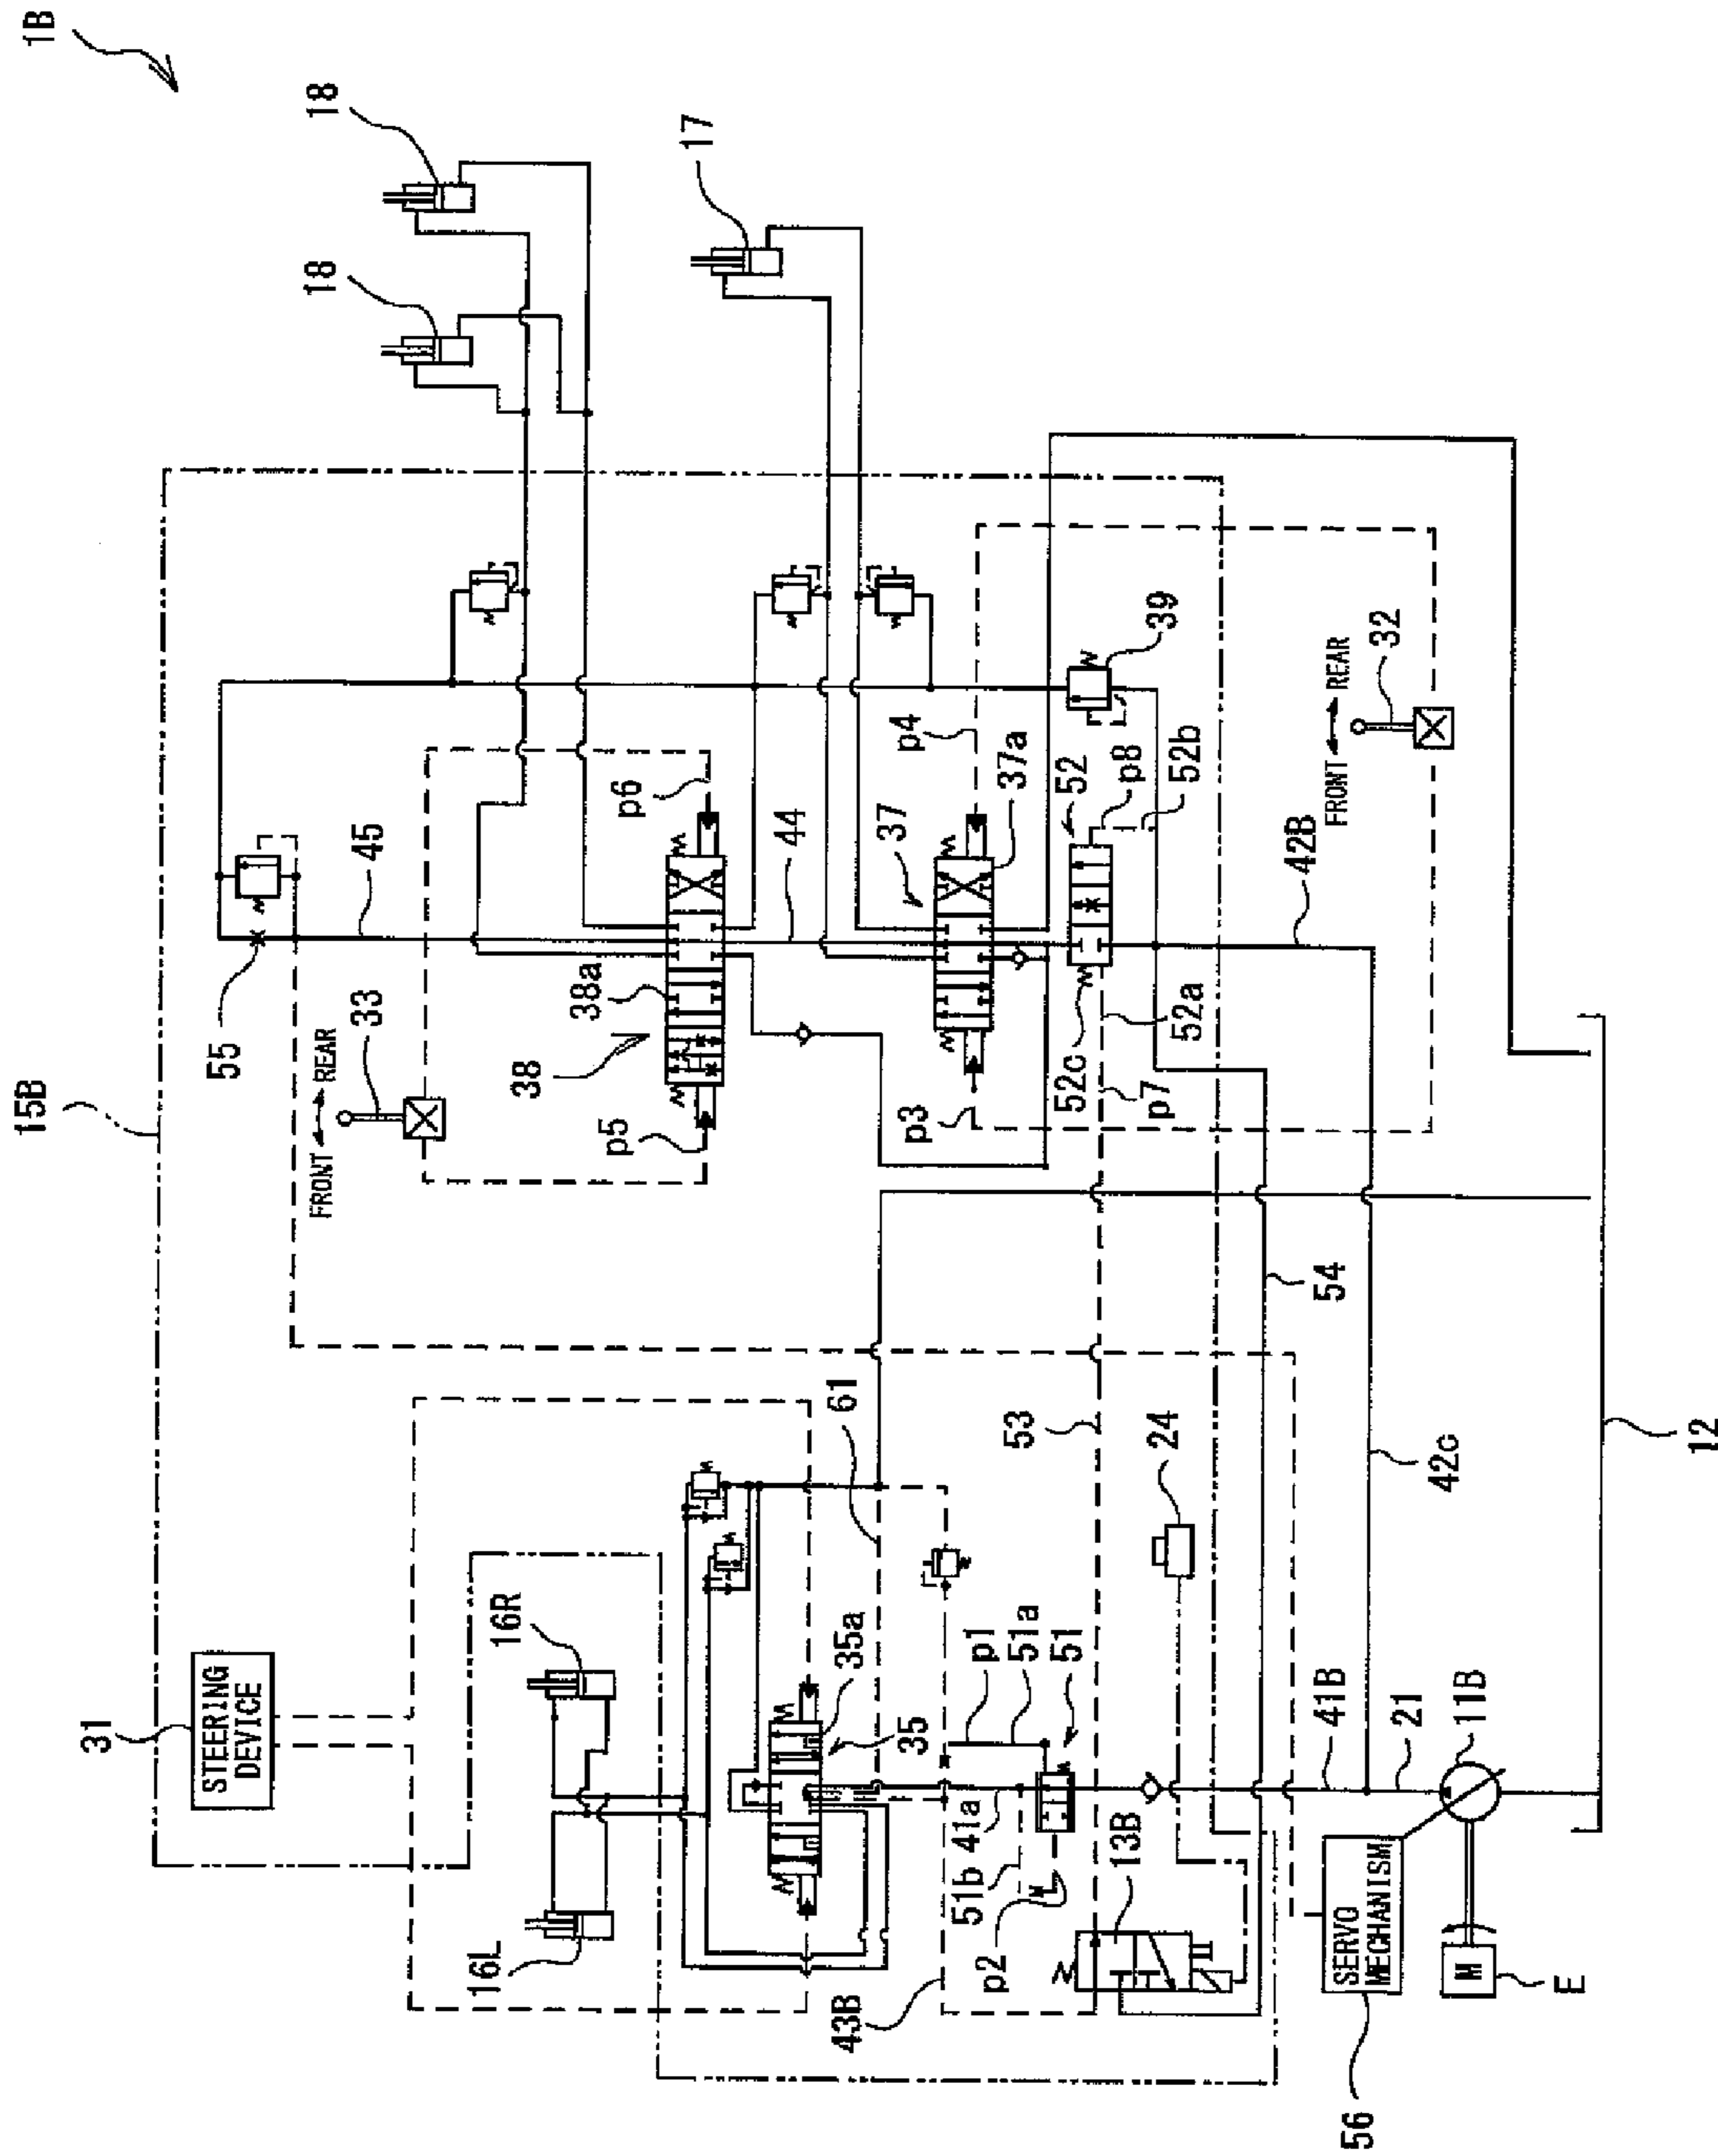 1B
18
18
17
15B
55
33
FRONT
REAR
45
38a
38
p5
p6
44
37
p4
37a
52
p8
52b
39
FRONT
REAR
32
42B
p3
52c
52a
p7
31
STEERING
DEVICE
16R
16L
35a
35
61
p1
51a
51
53
24
54
42c
12
41a
51b
p2
13B
43B
41B
21
11B
SERVO
MECHANISM
M
E
56